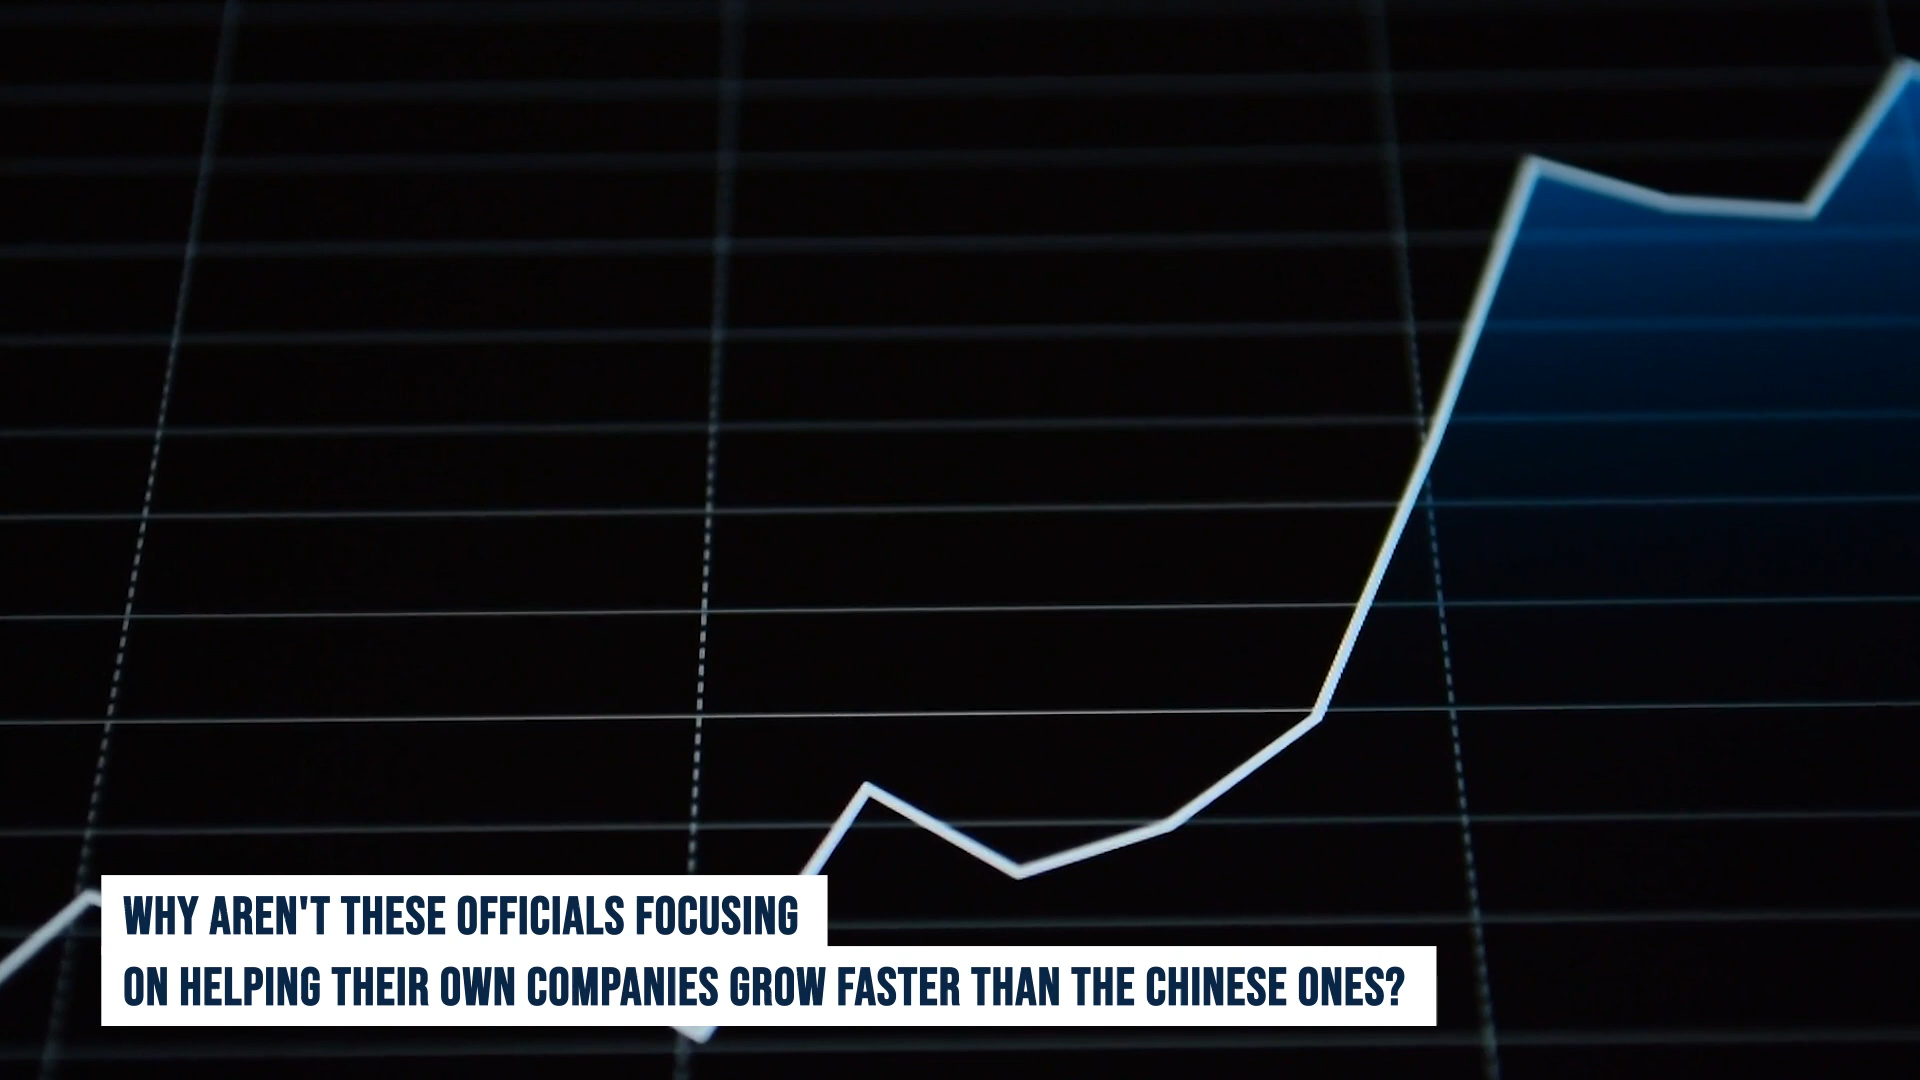 WHY AREN'T THESE OFFICIALS FOCUSING
ON HELPING THEIR OWN COMPANIES GROW FASTER THAN THE CHINESE ONES?